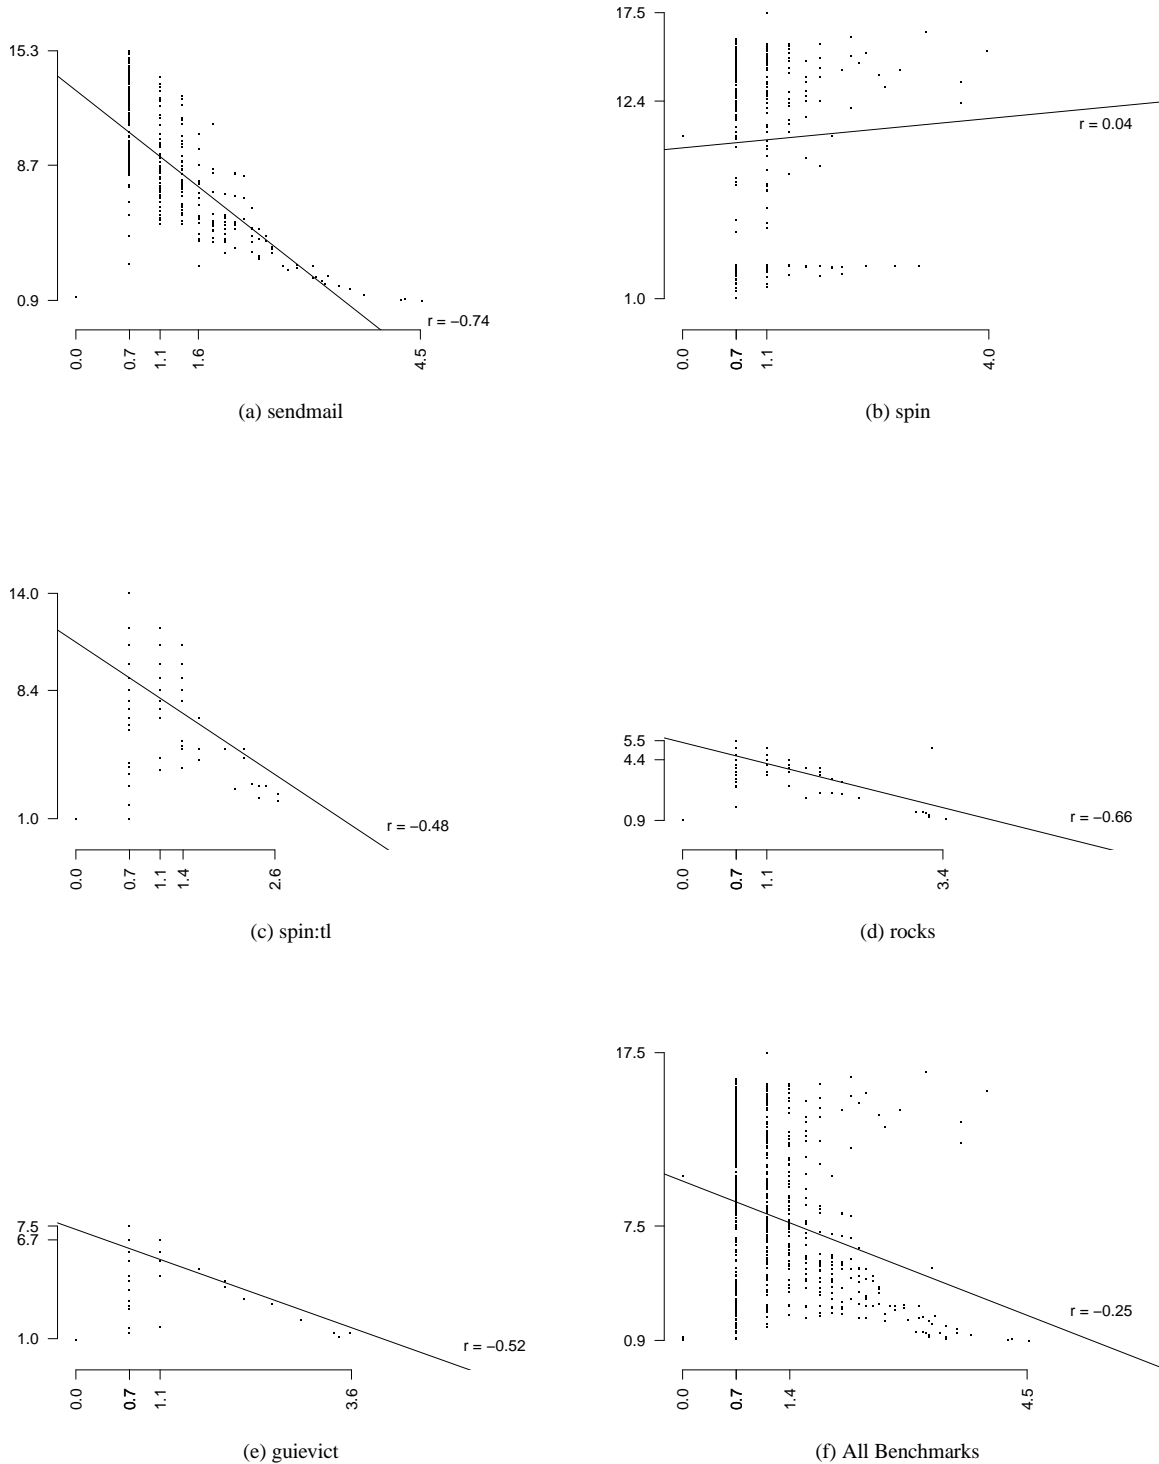 15.3
8.7
0.9
r = −0.74
0.0 0.7 1.1 1.6 4.5
(a) sendmail
17.5
12.4
1.0
r = 0.04
0.0 0.7 1.1 4.0
(b) spin
14.0
8.4
1.0
r = −0.48
0.0 0.7 1.1 1.4 2.6
(c) spin:tl
5.5
4.4
0.9
r = −0.66
0.0 0.7 1.1 3.4
(d) rocks
7.5
6.7
1.0
r = −0.52
0.0 0.7 1.1 3.6
(e) guievict
17.5
7.5
0.9
r = −0.25
0.0 0.7 1.4 4.5
(f) All Benchmarks